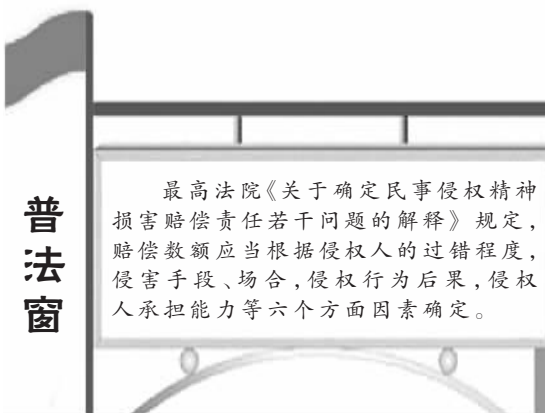 普法窗
最高法院《关于确定民事侵权精神
损害赔偿责任若干问题的解释》规定,
赔偿数额应当根据侵权人的过错程度,
侵害手段、场合,侵权行为后果,侵权
人承担能力等六个方面因素确定。